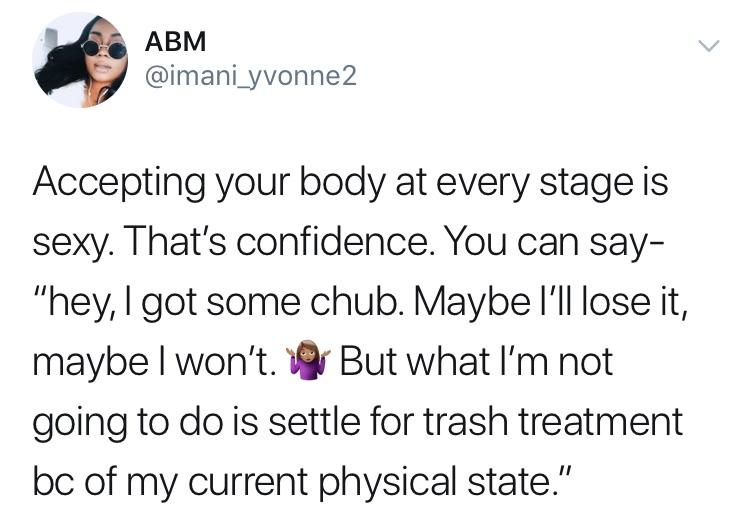 ABM
@imani_yvonne2
Accepting your body at every stage is
sexy. That’s confidence. You can say-
“hey, I got some chub. Maybe I’ll lose it,
maybe I won’t. 🤷🏽‍♀️ But what I’m not
going to do is settle for trash treatment
bc of my current physical state.”